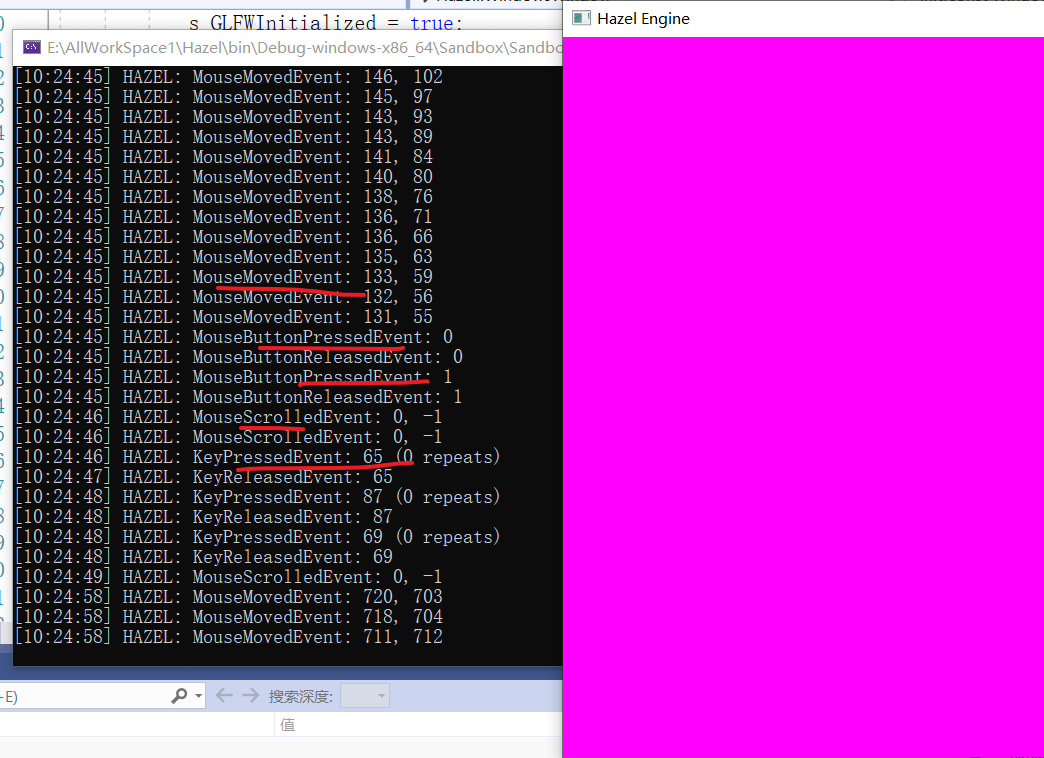 s_GLFWInitialized = true;
Hazel Engine
E:\AllWorkSpace1\Hazel\bin\Debug-windows-x86_64\Sandbox\Sandbo
[10:24:45] HAZEL: MouseMovedEvent: 146, 102
[10:24:45] HAZEL: MouseMovedEvent: 145, 97
[10:24:45] HAZEL: MouseMovedEvent: 143, 93
[10:24:45] HAZEL: MouseMovedEvent: 143, 89
[10:24:45] HAZEL: MouseMovedEvent: 141, 84
[10:24:45] HAZEL: MouseMovedEvent: 140, 80
[10:24:45] HAZEL: MouseMovedEvent: 138, 76
[10:24:45] HAZEL: MouseMovedEvent: 136, 71
[10:24:45] HAZEL: MouseMovedEvent: 136, 66
[10:24:45] HAZEL: MouseMovedEvent: 135, 63
[10:24:45] HAZEL: MouseMovedEvent: 133, 59
[10:24:45] HAZEL: MouseMovedEvent: 132, 56
[10:24:45] HAZEL: MouseMovedEvent: 131, 55
[10:24:45] HAZEL: MouseButtonPressedEvent: 0
[10:24:45] HAZEL: MouseButtonReleasedEvent: 0
[10:24:45] HAZEL: MouseButtonPressedEvent: 1
[10:24:45] HAZEL: MouseButtonReleasedEvent: 1
[10:24:46] HAZEL: MouseScrolledEvent: 0, -1
[10:24:46] HAZEL: MouseScrolledEvent: 0, -1
[10:24:46] HAZEL: KeyPressedEvent: 65 (0 repeats)
[10:24:47] HAZEL: KeyReleasedEvent: 65
[10:24:48] HAZEL: KeyPressedEvent: 87 (0 repeats)
[10:24:48] HAZEL: KeyReleasedEvent: 87
[10:24:48] HAZEL: KeyPressedEvent: 69 (0 repeats)
[10:24:48] HAZEL: KeyReleasedEvent: 69
[10:24:49] HAZEL: MouseScrolledEvent: 0, -1
[10:24:58] HAZEL: MouseMovedEvent: 720, 703
[10:24:58] HAZEL: MouseMovedEvent: 718, 704
[10:24:58] HAZEL: MouseMovedEvent: 711, 712
+E) 搜索深度:
值